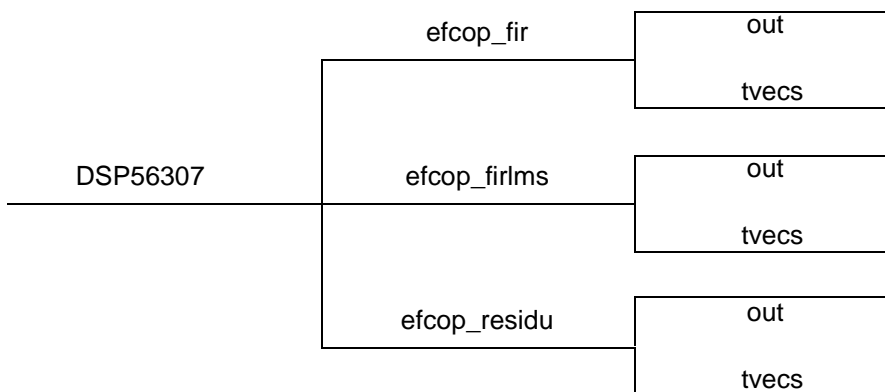 efcop_fir
out
tvecs
DSP56307
efcop_firlms
out
tvecs
efcop_residu
out
tvecs